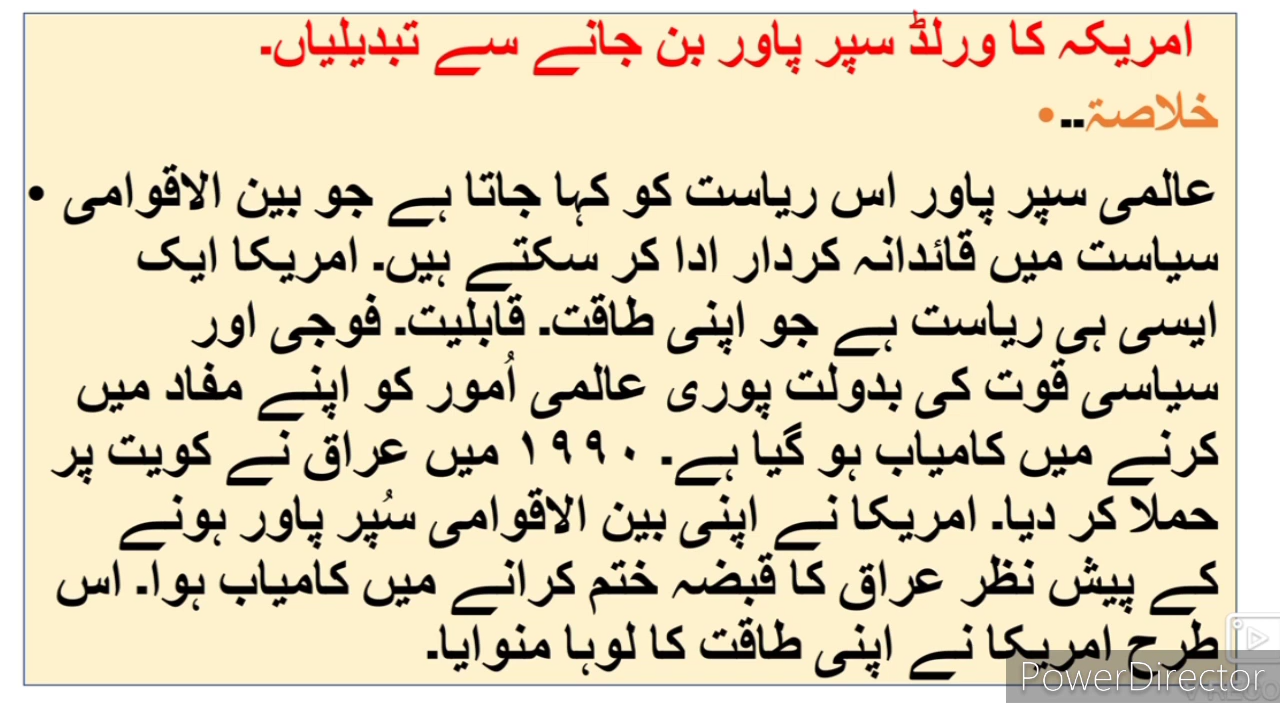 امریکہ کا ورلڈ سپر پاور بن جانے سے تبدیلیاں۔
خلاصۃ..•
عالمی سپر پاور اس ریاست کو کہا جاتا ہے جو بین الاقوامی •
سیاست میں قائدانہ کردار ادا کر سکتے ہیں۔ امریکا ایک
ایسی ہی ریاست ہے جو اپنی طاقت۔ قابلیت۔ فوجی اور
سیاسی قوت کی بدولت پوری عالمی اُمور کو اپنے مفاد میں
کرنے میں کامیاب ہو گیا ہے۔ ١٩٩٠ میں عراق نے کویت پر
حملا کر دیا۔ امریکا نے اپنی بین الاقوامی سُپر پاور ہونے
کے پیش نظر عراق کا قبضہ ختم کرانے میں کامیاب ہوا۔ اس
طرح امریکا نے اپنی طاقت کا لوہا منوایا۔
PowerDirector